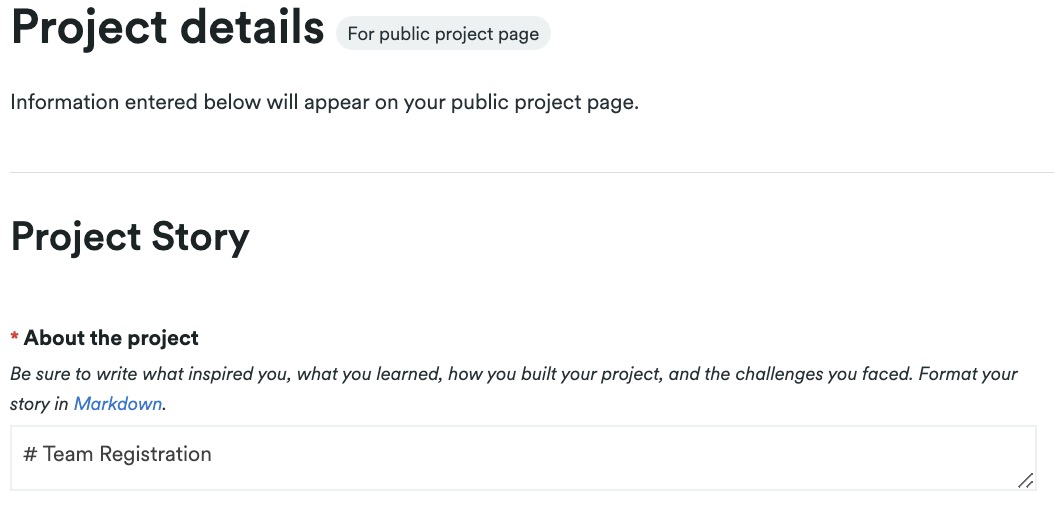 Project details For public project page
Information entered below will appear on your public project page.
Project Story
* About the project
Be sure to write what inspired you, what you learned, how you built your project, and the challenges you faced. Format your
story in Markdown.
# Team Registration